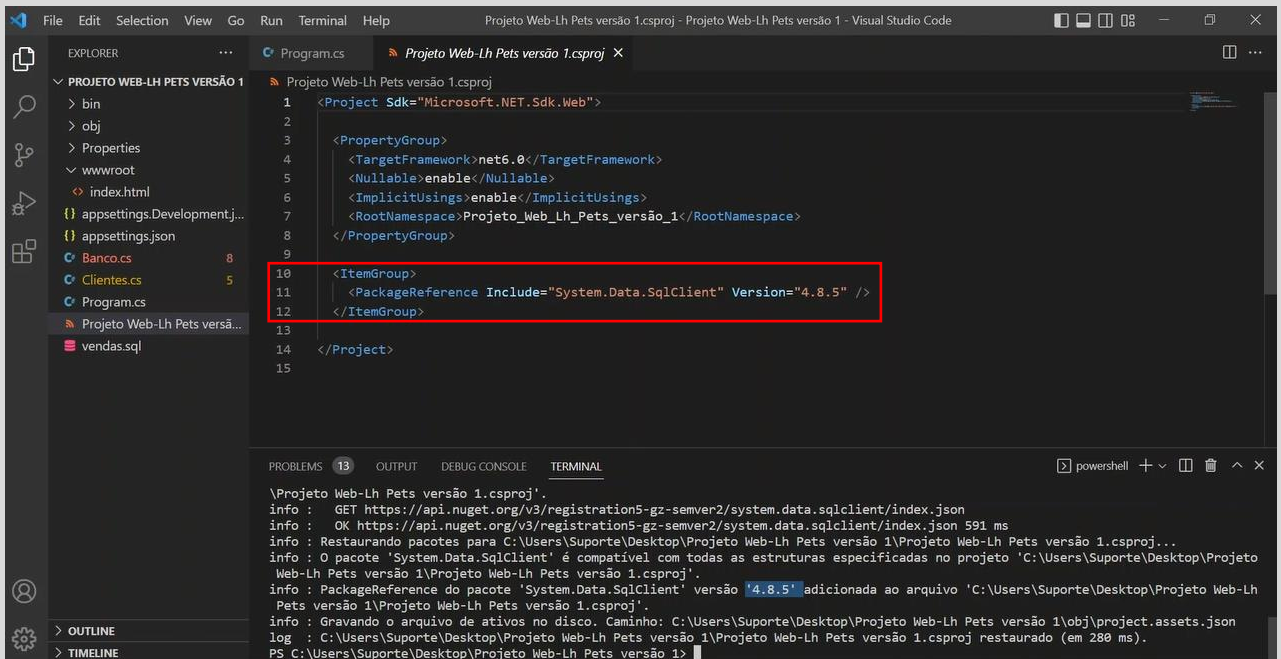 File Edit Selection View Go Run Terminal Help
Projeto Web-Lh Pets versão 1.csproj - Projeto Web-Lh Pets versão 1 - Visual Studio Code
EXPLORER
PROJETO WEB-LH PETS VERSÃO 1
bin
obj
Properties
wwwroot
index.html
appsettings.Development.j...
appsettings.json
Banco.cs 8
Clientes.cs 5
Program.cs
Projeto Web-Lh Pets versã...
vendas.sql
OUTLINE
TIMELINE
Program.cs
Projeto Web-Lh Pets versão 1.csproj
Projeto Web-Lh Pets versão 1.csproj
1 <Project Sdk="Microsoft.NET.Sdk.Web">
2
3 <PropertyGroup>
4 <TargetFramework>net6.0</TargetFramework>
5 <Nullable>enable</Nullable>
6 <ImplicitUsings>enable</ImplicitUsings>
7 <RootNamespace>Projeto_Web_Lh_Pets_versão_1</RootNamespace>
8 </PropertyGroup>
9
10 <ItemGroup>
11 <PackageReference Include="System.Data.SqlClient" Version="4.8.5" />
12 </ItemGroup>
13
14 </Project>
15
PROBLEMS 13 OUTPUT DEBUG CONSOLE TERMINAL
powershell
\Projeto Web-Lh Pets versão 1.csproj'.
info : GET https://api.nuget.org/v3/registration5-gz-semver2/system.data.sqlclient/index.json
info : OK https://api.nuget.org/v3/registration5-gz-semver2/system.data.sqlclient/index.json 591 ms
info : Restaurando pacotes para C:\Users\Suporte\Desktop\Projeto Web-Lh Pets versão 1\Projeto Web-Lh Pets versão 1.csproj...
info : O pacote 'System.Data.SqlClient' é compatível com todas as estruturas especificadas no projeto 'C:\Users\Suporte\Desktop\Projeto
Web-Lh Pets versão 1\Projeto Web-Lh Pets versão 1.csproj'.
info : PackageReference do pacote 'System.Data.SqlClient' versão '4.8.5' adicionada ao arquivo 'C:\Users\Suporte\Desktop\Projeto Web-Lh
Pets versão 1\Projeto Web-Lh Pets versão 1.csproj'.
info : Gravando o arquivo de ativos no disco. Caminho: C:\Users\Suporte\Desktop\Projeto Web-Lh Pets versão 1\obj\project.assets.json
log : C:\Users\Suporte\Desktop\Projeto Web-Lh Pets versão 1\Projeto Web-Lh Pets versão 1.csproj restaurado (em 280 ms).
PS C:\Users\Suporte\Desktop\Projeto Web-Lh Pets versão 1>